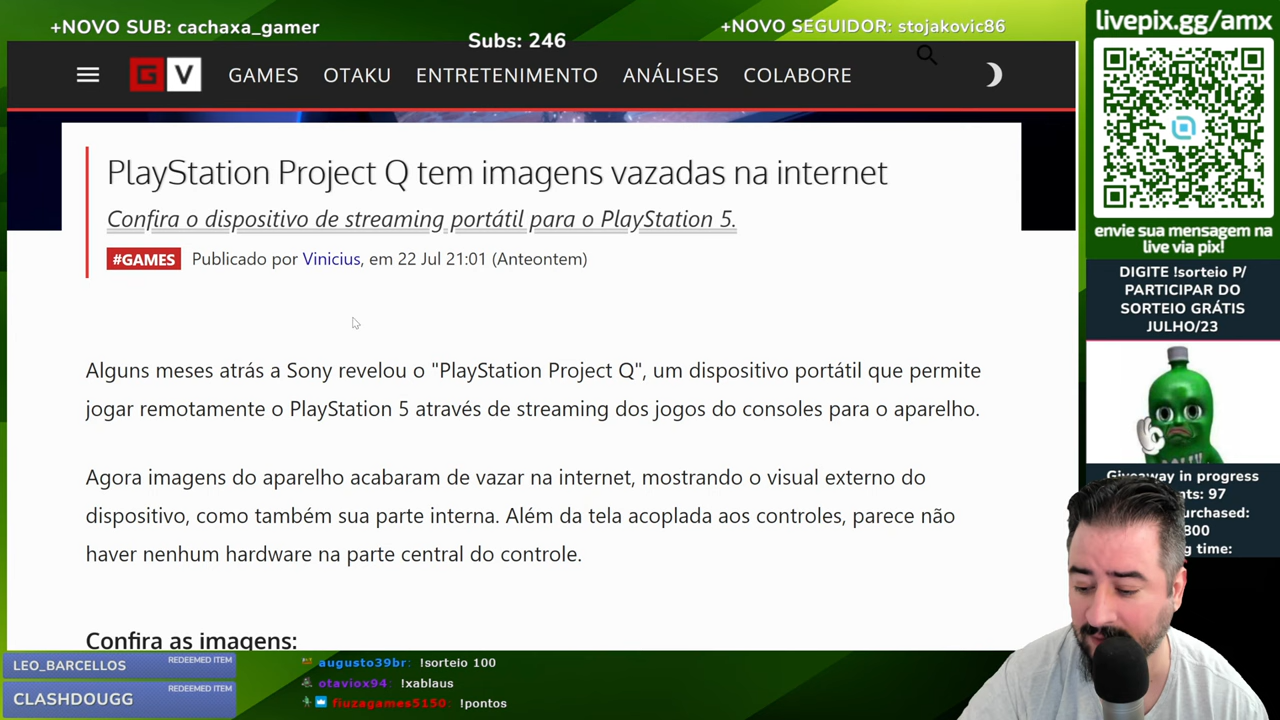 +NOVO SUB: cachaxa_gamer
Subs: 246
+NOVO SEGUIDOR: stojakovic86
livepix.gg/amx
G V GAMES OTAKU ENTRETENIMENTO ANÁLISES COLABORE
PlayStation Project Q tem imagens vazadas na internet
Confira o dispositivo de streaming portátil para o PlayStation 5.
#GAMES Publicado por Vinicius, em 22 Jul 21:01 (Anteontem)
Alguns meses atrás a Sony revelou o "PlayStation Project Q", um dispositivo portátil que permite
jogar remotamente o PlayStation 5 através de streaming dos jogos do consoles para o aparelho.
Agora imagens do aparelho acabaram de vazar na internet, mostrando o visual externo do
dispositivo, como também sua parte interna. Além da tela acoplada aos controles, parece não
haver nenhum hardware na parte central do controle.
Confira as imagens:
envie sua mensagem na
live via pix!
DIGITE !sorteio P/
PARTICIPAR DO
SORTEIO GRÁTIS
JULHO/23
Giveaway in progress
97
800
time:
LEO_BARCELLOS REDEEMED ITEM
CLASHDOUGG REDEEMED ITEM
augusto39br: !sorteio 100
otaviox94: !xablaus
fiuzagames5150: !pontos